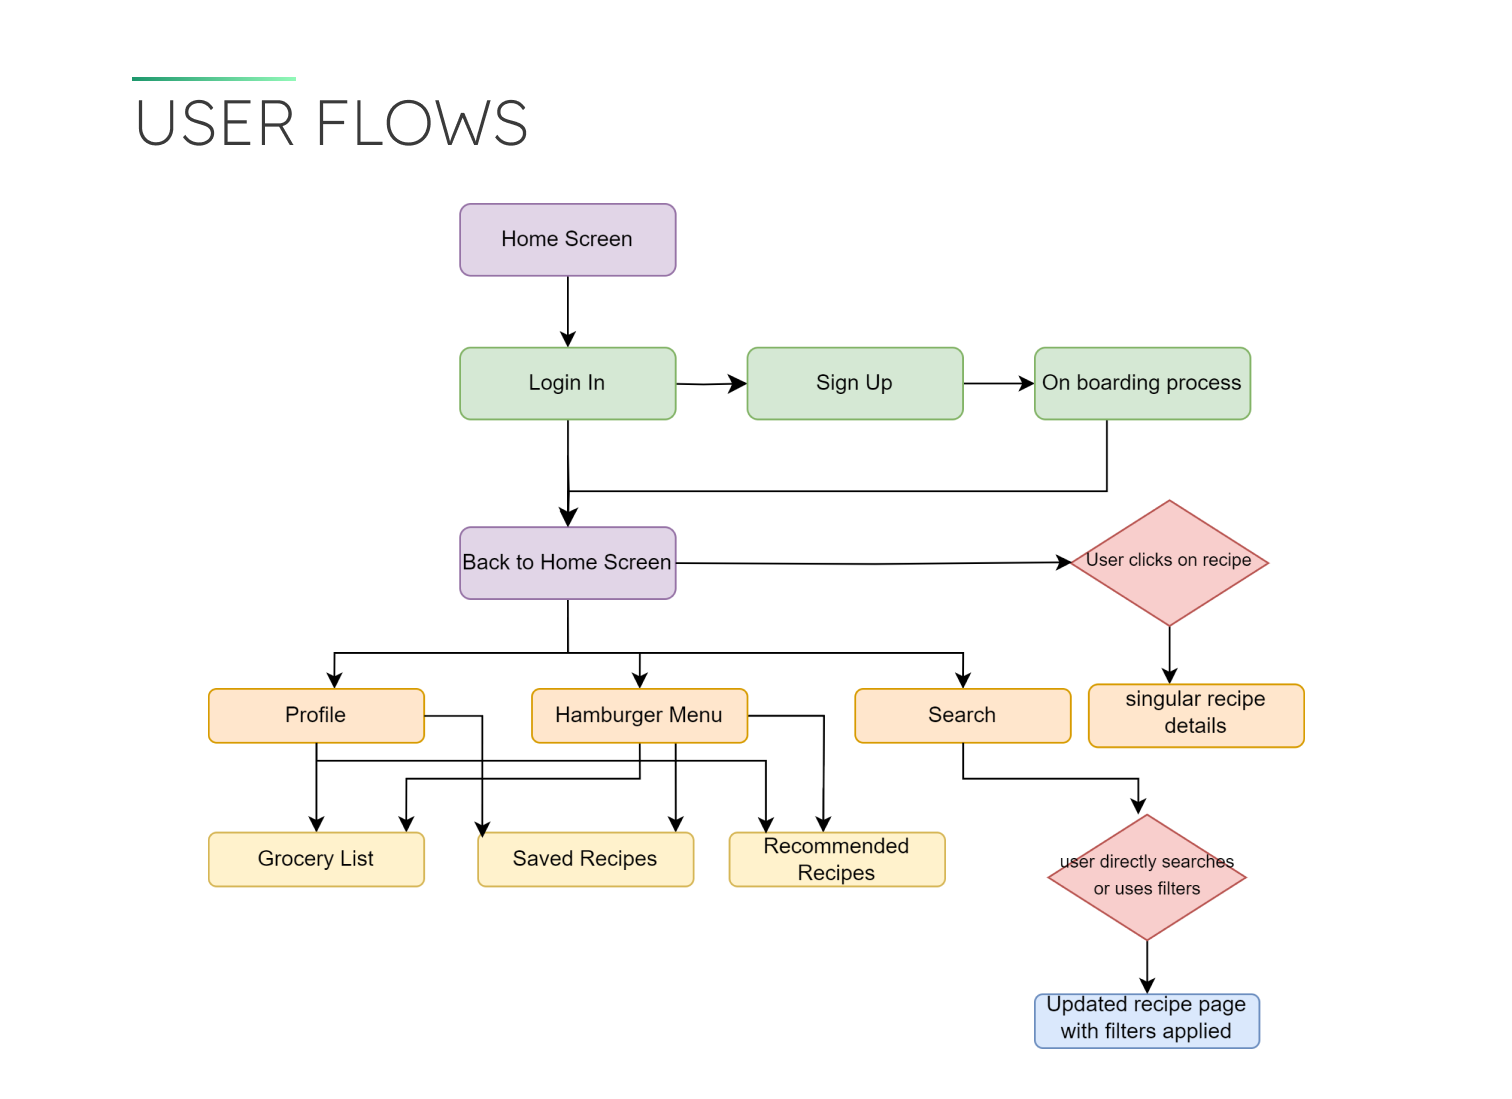 USER FLOWS
Home Screen
Login In
Sign Up
On boarding process
Back to Home Screen
User clicks on recipe
Profile
Hamburger Menu
Search
singular recipe
details
Grocery List
Saved Recipes
Recommended
Recipes
user directly searches
or uses filters
Updated recipe page
with filters applied